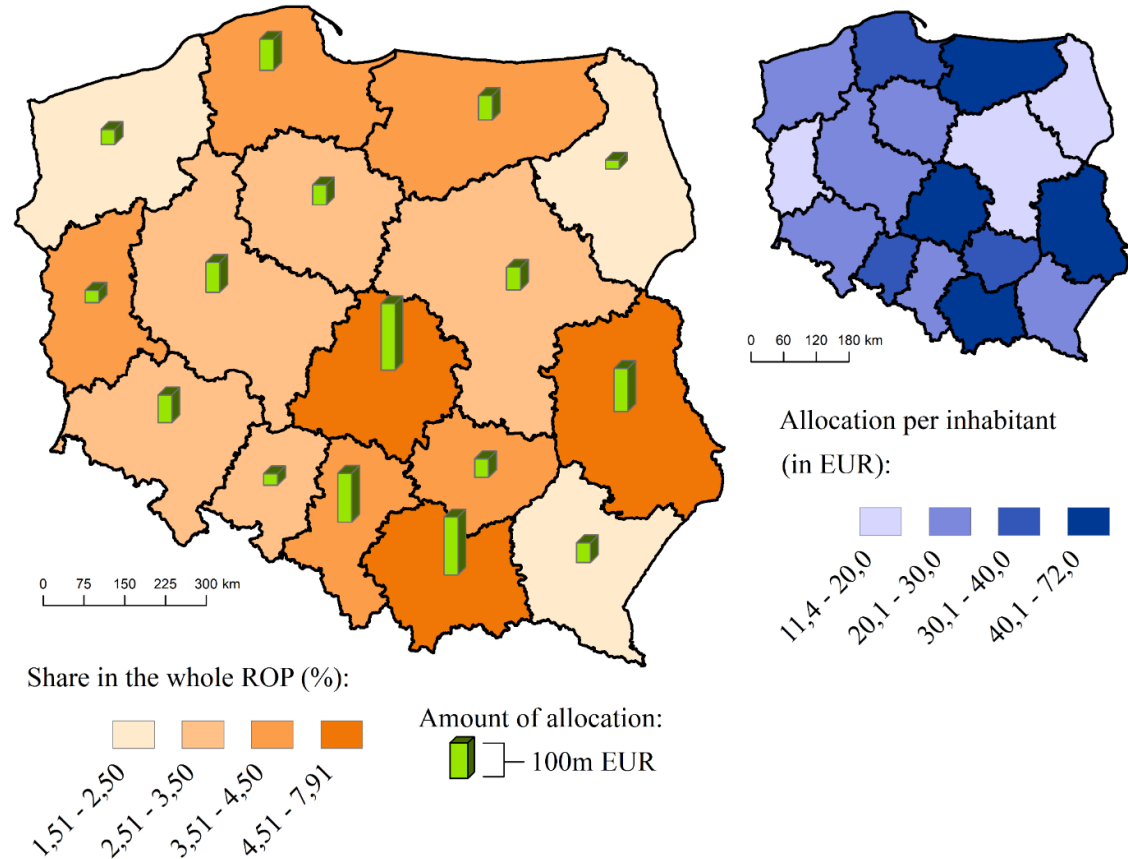 0 60 120 180 km
Allocation per inhabitant
(in EUR):
11,4 - 20,0
20,1 - 30,0
30,1 - 40,0
40,1 - 72,0
0 75 150 225 300 km
Share in the whole ROP (%):
1,51 - 2,50
2,51 - 3,50
3,51 - 4,50
4,51 - 7,91
Amount of allocation:
100m EUR